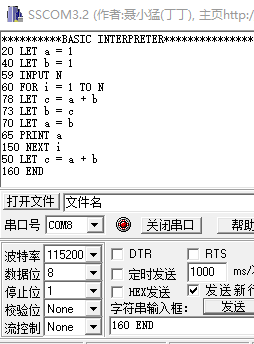 SSCOM3.2 (作者:聂小猛(丁丁), 主页http:/
**********BASIC INTERPRETER***************
20 LET a = 1
40 LET b = 1
59 INPUT N
60 FOR i = 1 TO N
78 LET c = a + b
73 LET b = c
70 LET a = b
65 PRINT a
150 NEXT i
50 LET c = a + b
160 END
打开文件 文件名
串口号 COM8 关闭串口 帮助
波特率 115200 DTR RTS
数据位 8 定时发送 1000 ms/
停止位 1 HEX发送 发送新行
校验位 None 字符串输入框: 发送
流控制 None 160 END